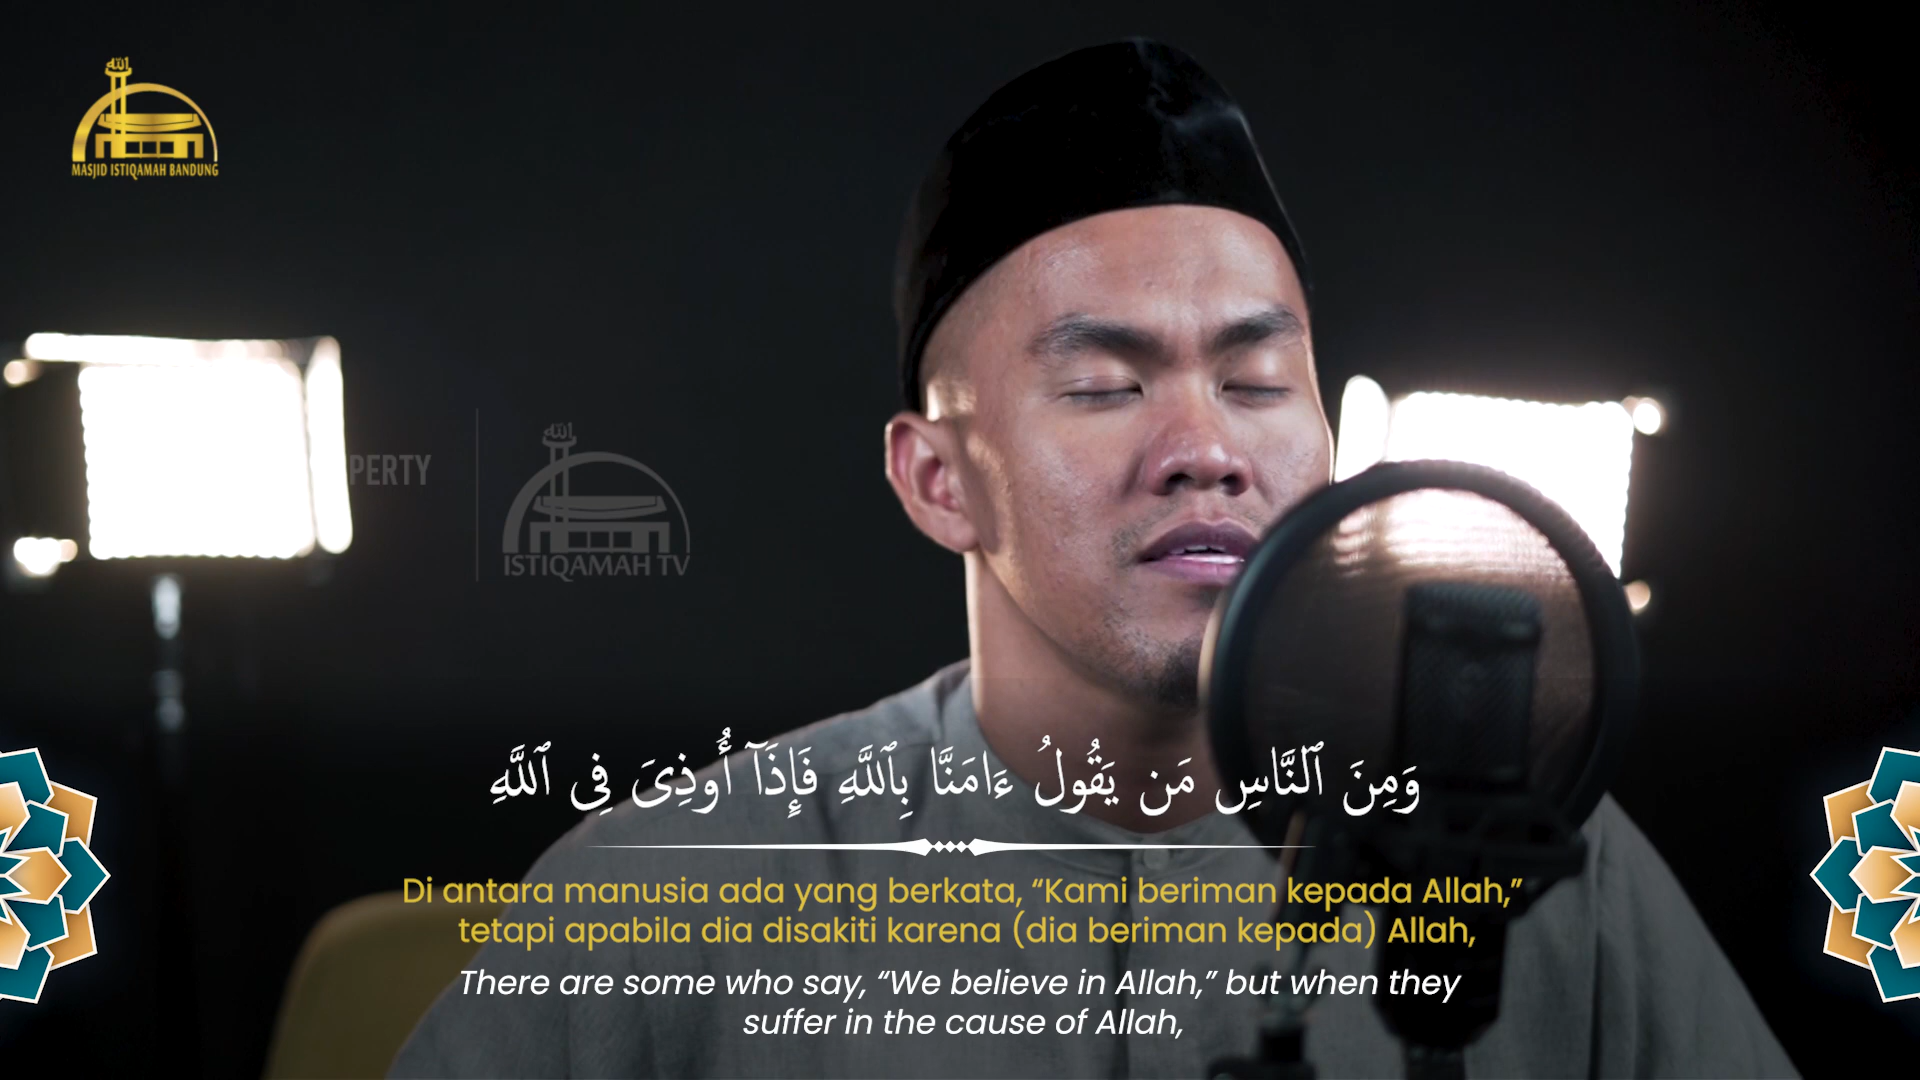 الله
MASJID ISTIQAMAH BANDUNG
PERTY
الله
ISTIQAMAH TV
وَمِنَ ٱلنَّاسِ مَن يَقُولُ ءَامَنَّا بِٱللَّهِ فَإِذَآ أُوذِىَ فِى ٱللَّهِ
Di antara manusia ada yang berkata, “Kami beriman kepada Allah,”
tetapi apabila dia disakiti karena (dia beriman kepada) Allah,
There are some who say, “We believe in Allah,” but when they
suffer in the cause of Allah,